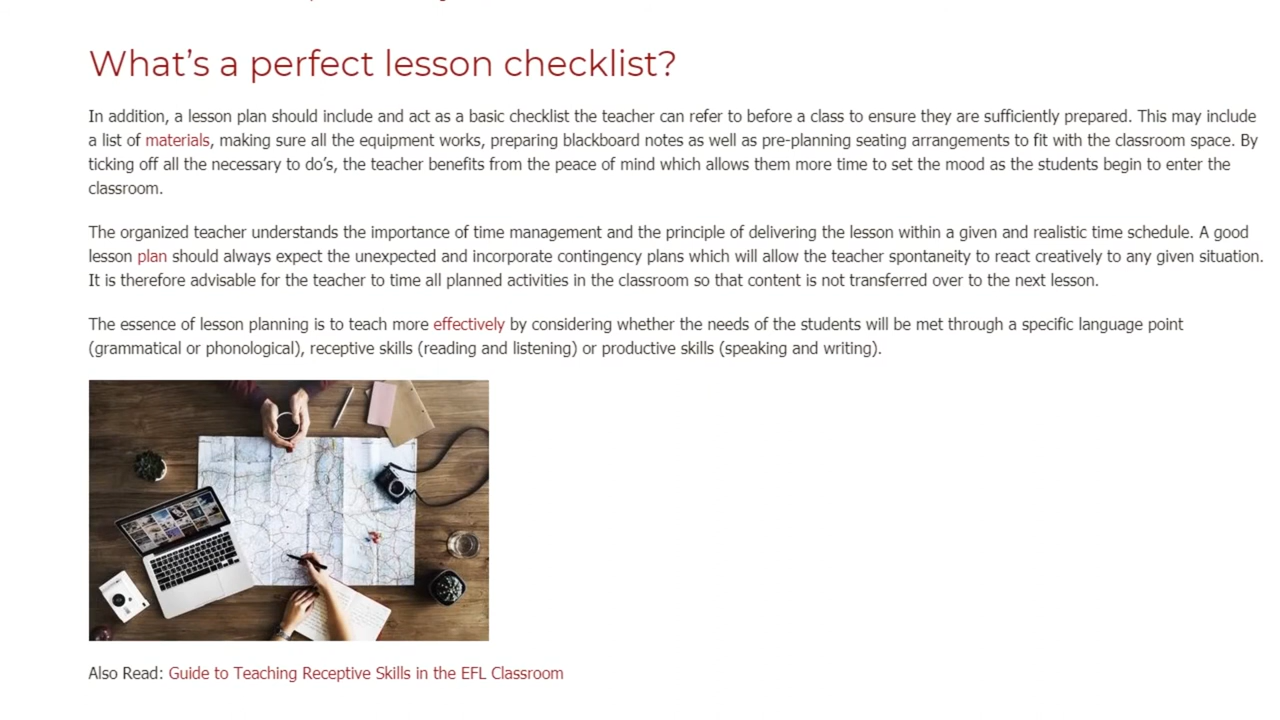 What's a perfect lesson checklist?
In addition, a lesson plan should include and act as a basic checklist the teacher can refer to before a class to ensure they are sufficiently prepared. This may include
a list of materials, making sure all the equipment works, preparing blackboard notes as well as pre-planning seating arrangements to fit with the classroom space. By
ticking off all the necessary to do's, the teacher benefits from the peace of mind which allows them more time to set the mood as the students begin to enter the
classroom.
The organized teacher understands the importance of time management and the principle of delivering the lesson within a given and realistic time schedule. A good
lesson plan should always expect the unexpected and incorporate contingency plans which will allow the teacher spontaneity to react creatively to any given situation.
It is therefore advisable for the teacher to time all planned activities in the classroom so that content is not transferred over to the next lesson.
The essence of lesson planning is to teach more effectively by considering whether the needs of the students will be met through a specific language point
(grammatical or phonological), receptive skills (reading and listening) or productive skills (speaking and writing).
Also Read: Guide to Teaching Receptive Skills in the EFL Classroom